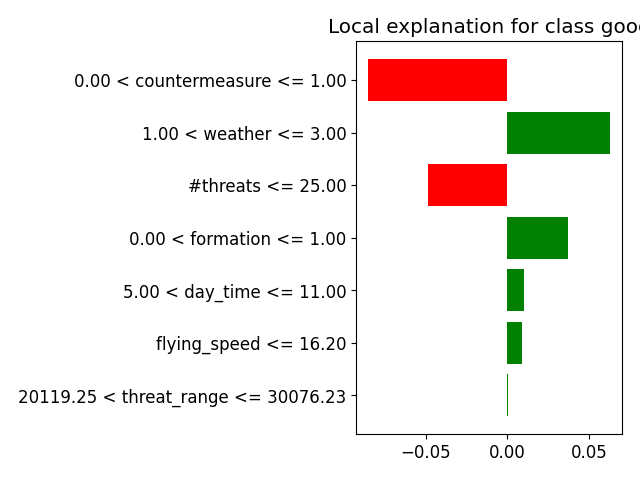 Local explanation for class good
0.00 < countermeasure <= 1.00
1.00 < weather <= 3.00
#threats <= 25.00
0.00 < formation <= 1.00
5.00 < day_time <= 11.00
flying_speed <= 16.20
20119.25 < threat_range <= 30076.23
−0.05 0.00 0.05